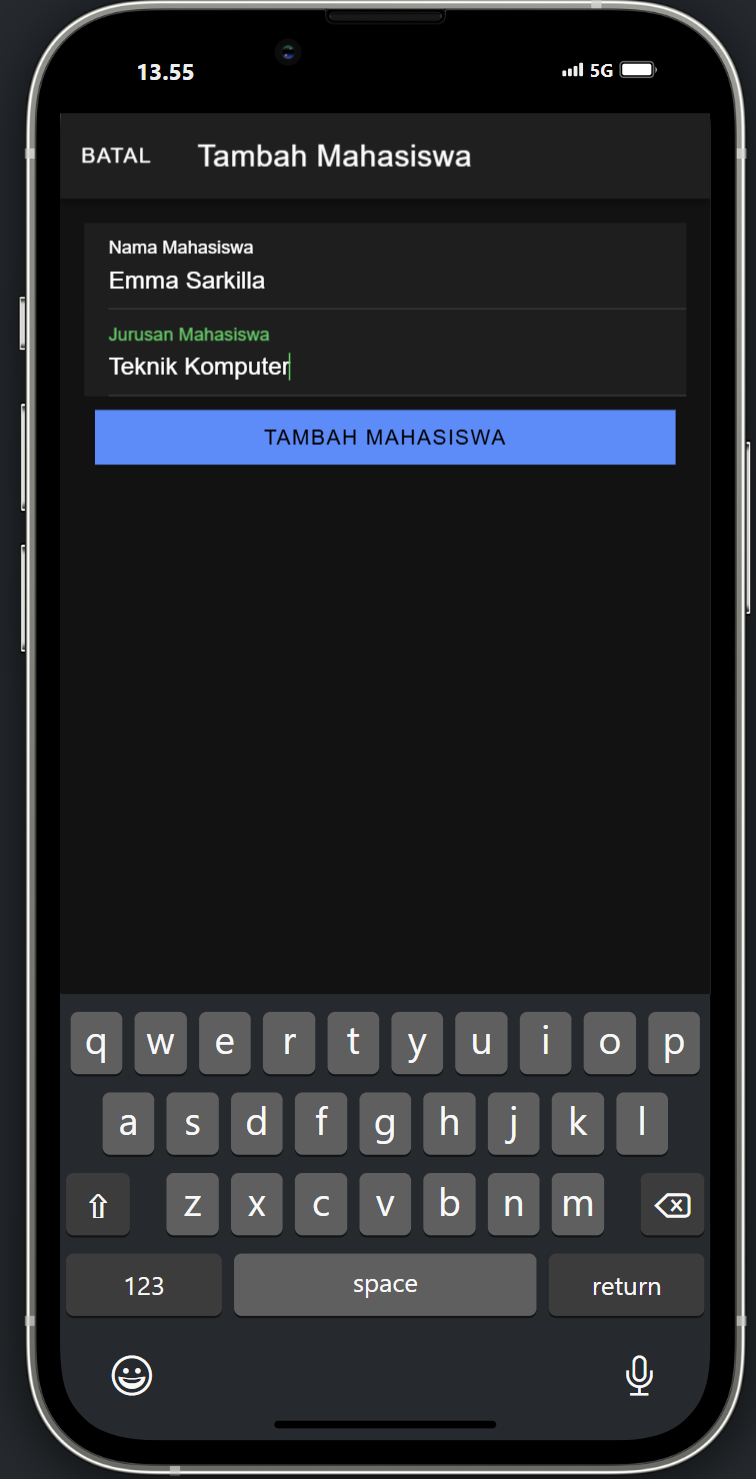 13.55 5G
BATAL Tambah Mahasiswa
Nama Mahasiswa
Emma Sarkilla
Jurusan Mahasiswa
Teknik Komputer
TAMBAH MAHASISWA
q w e r t y u i o p
a s d f g h j k l
z x c v b n m
123 space return